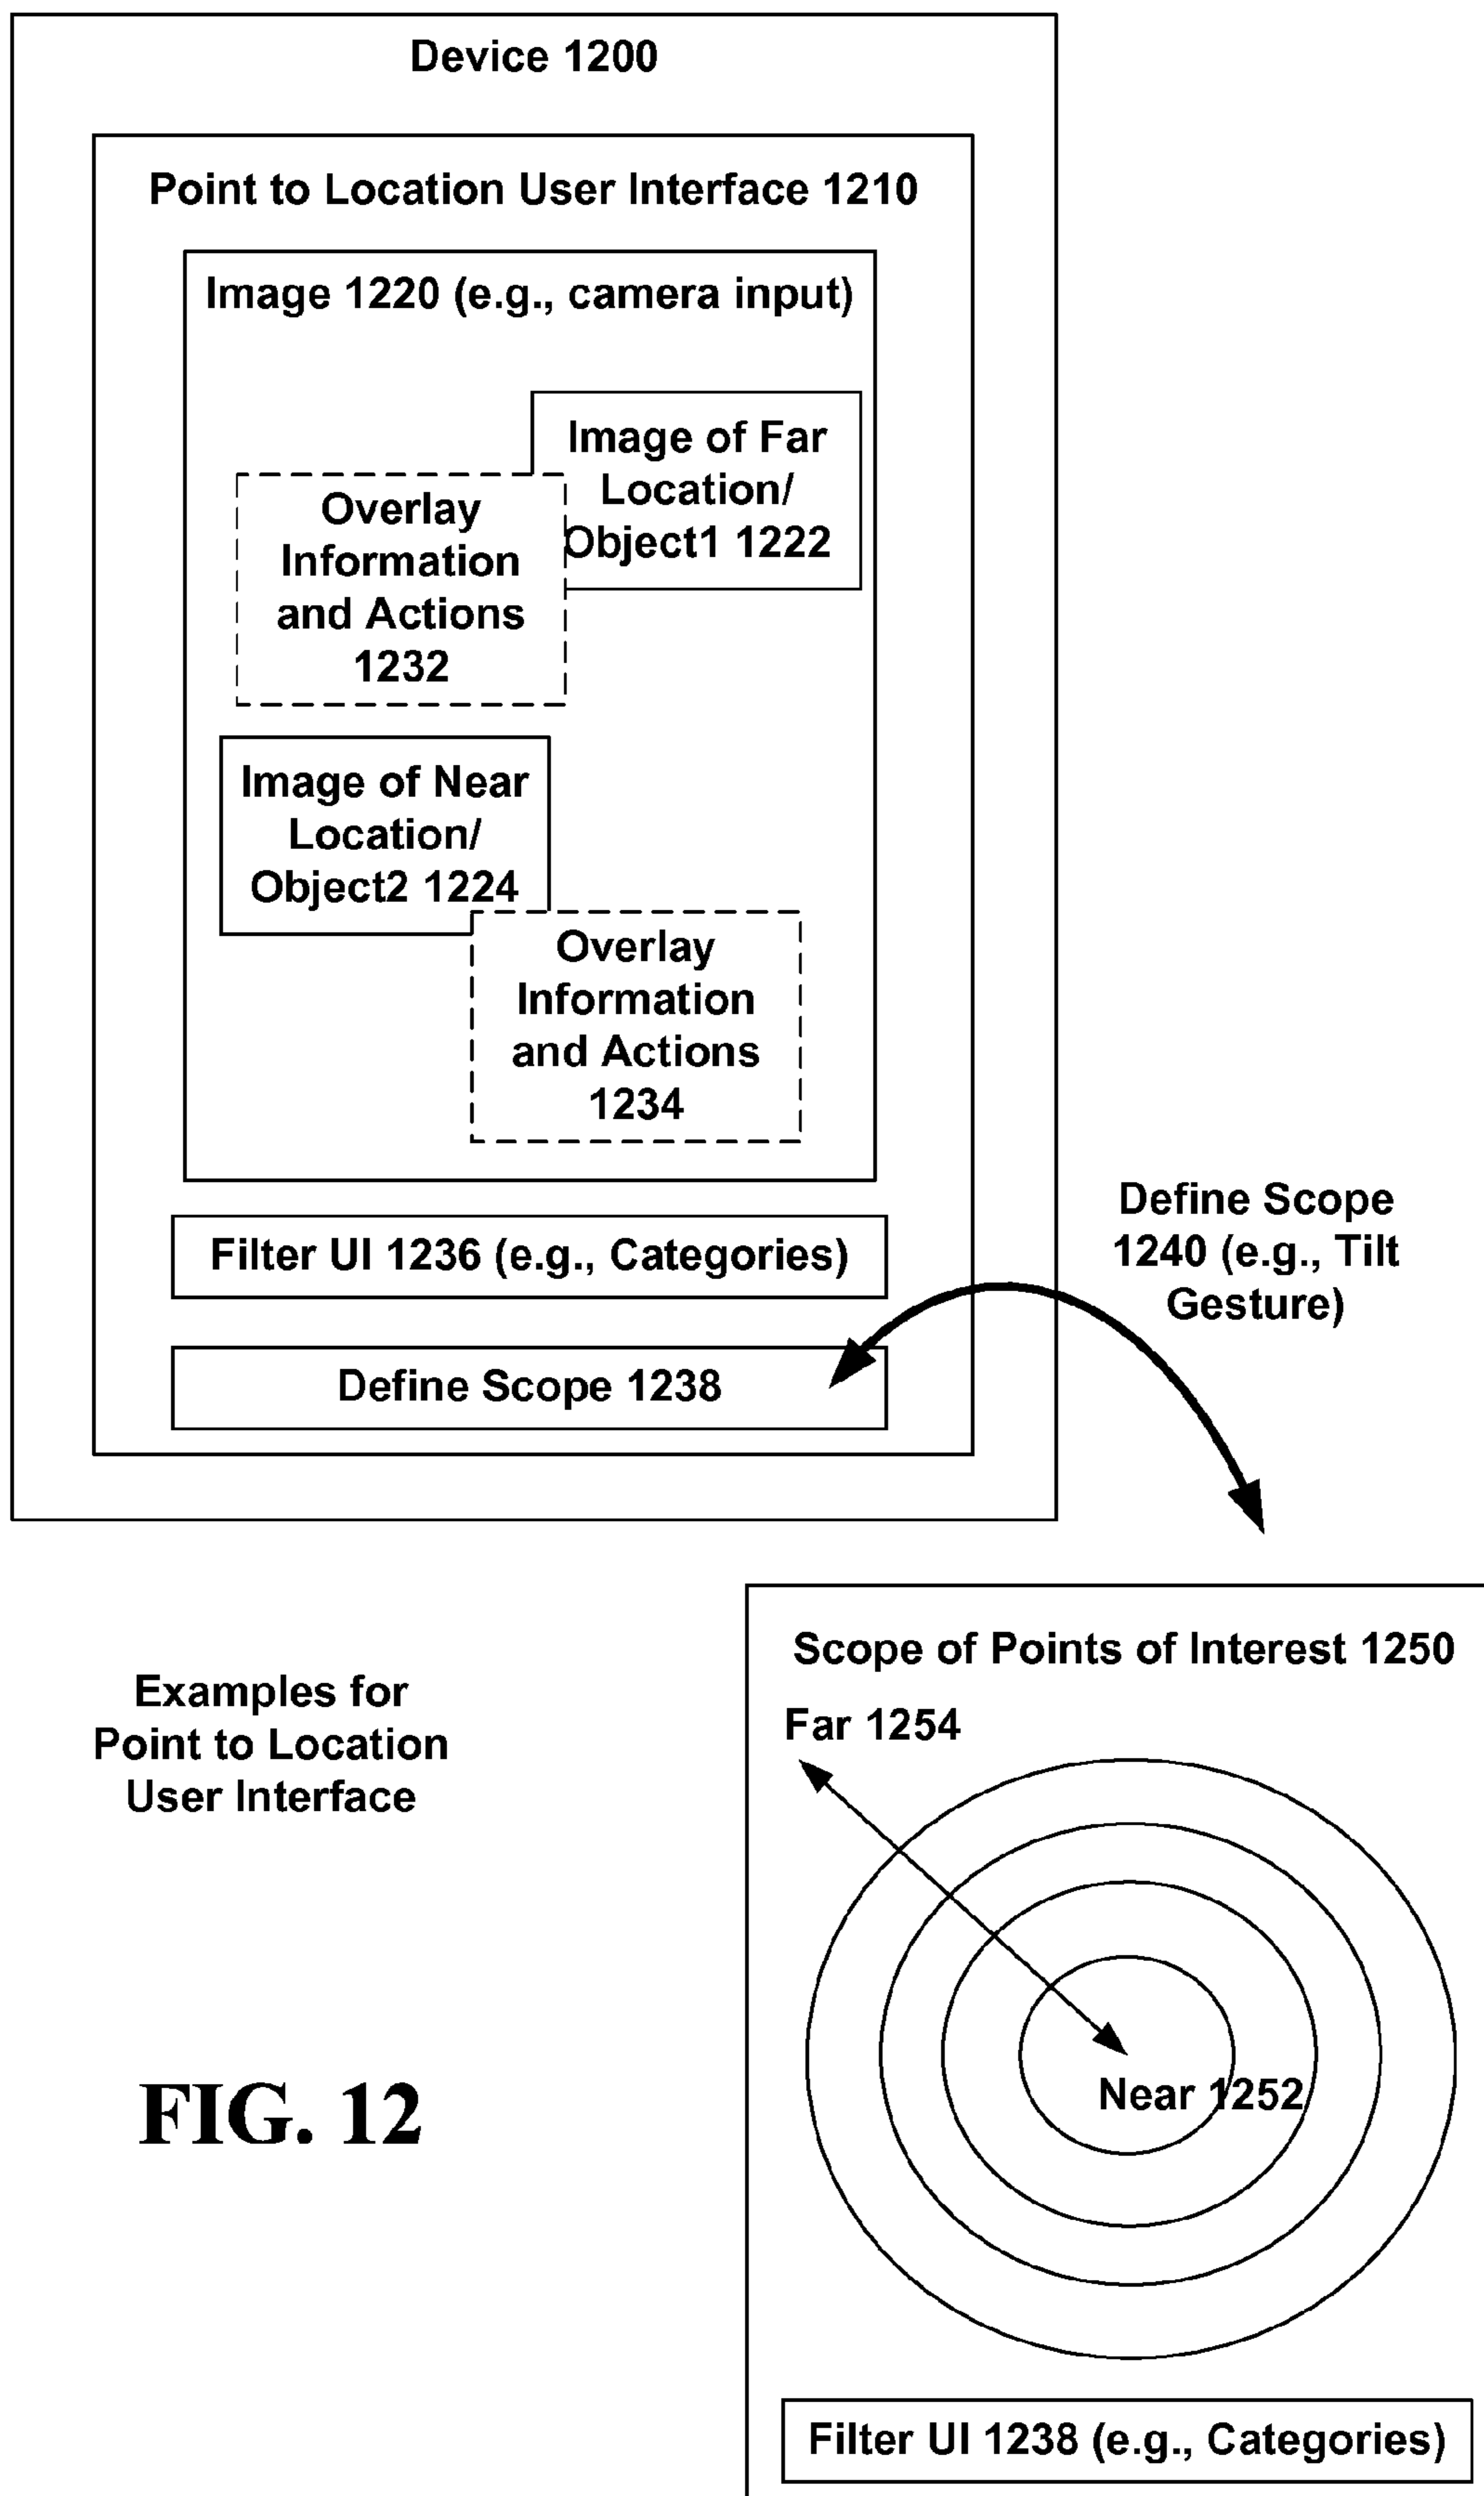 Device 1200
Point to Location User Interface 1210
Image 1220 (e.g., camera input)
Image of Far
Location/
Object1 1222
Overlay
Information
and Actions
1232
Image of Near
Location/
Object2 1224
Overlay
Information
and Actions
1234
Filter UI 1236 (e.g., Categories)
Define Scope 1238
Define Scope
1240 (e.g., Tilt
Gesture)
Examples for
Point to Location
User Interface
FIG. 12
Scope of Points of Interest 1250
Far 1254
Near 1252
Filter UI 1238 (e.g., Categories)